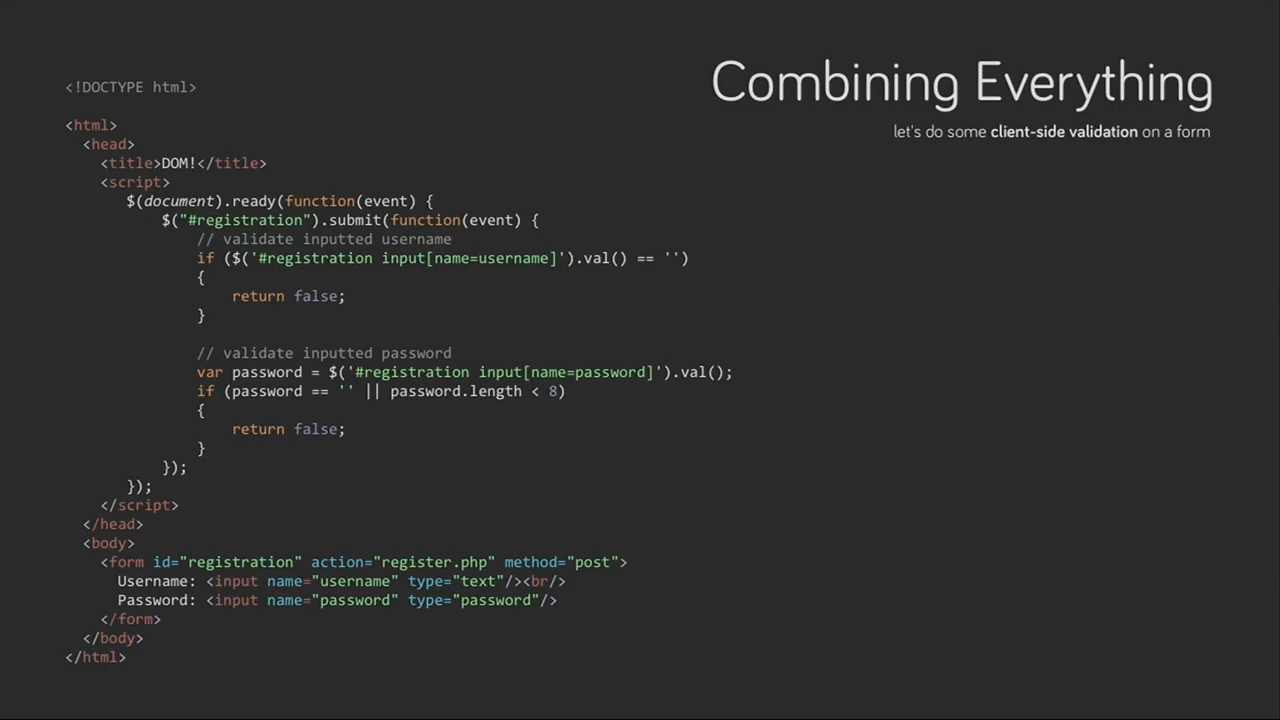 Combining Everything
let's do some client-side validation on a form
<!DOCTYPE html>
<html>
  <head>
    <title>DOM!</title>
    <script>
       $(document).ready(function(event) {
           $("#registration").submit(function(event) {
               // validate inputted username
               if ($('#registration input[name=username]').val() == '')
               {
                   return false;
               }

               // validate inputted password
               var password = $('#registration input[name=password]').val();
               if (password == '' || password.length < 8)
               {
                   return false;
               }
           });
       });
    </script>
  </head>
  <body>
    <form id="registration" action="register.php" method="post">
      Username: <input name="username" type="text"/><br/>
      Password: <input name="password" type="password"/>
    </form>
  </body>
</html>